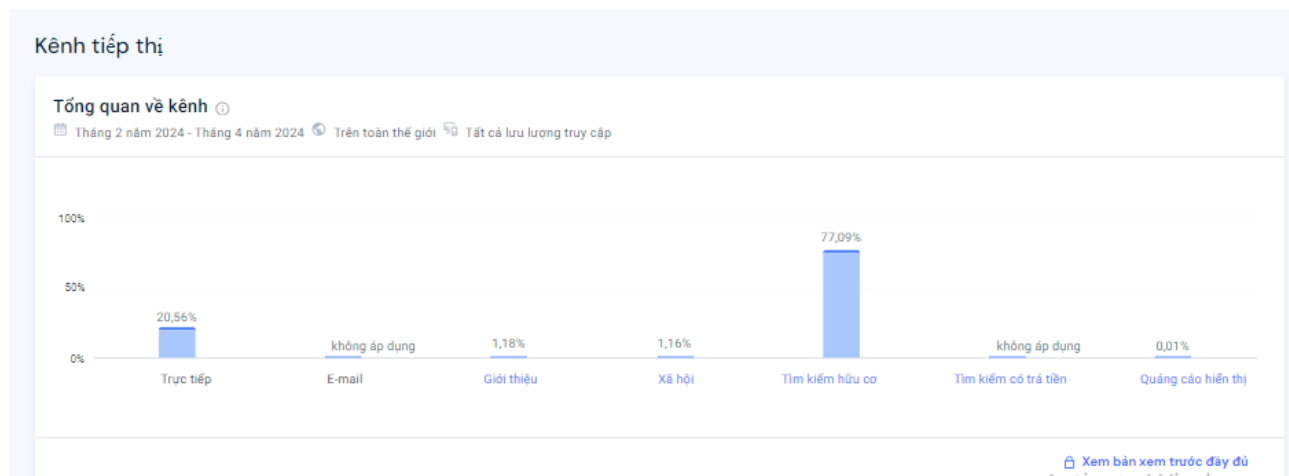 Kênh tiếp thị
Tổng quan về kênh
Tháng 2 năm 2024 - Tháng 4 năm 2024 Trên toàn thế giới Tất cả lưu lượng truy cập
100%
50%
0%
20,56%
không áp dụng
1,18%
1,16%
77,09%
không áp dụng
0,01%
Trực tiếp
E-mail
Giới thiệu
Xã hội
Tìm kiếm hữu cơ
Tìm kiếm có trả tiền
Quảng cáo hiển thị
Xem bản xem trước đầy đủ